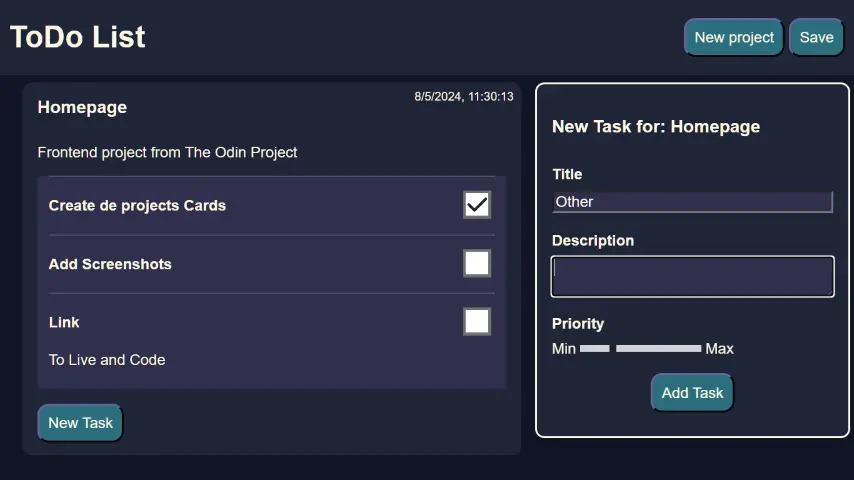 ToDo List
New project
Save
Homepage
8/5/2024, 11:30:13
Frontend project from The Odin Project
Create de projects Cards
Add Screenshots
Link
To Live and Code
New Task
New Task for: Homepage
Title
Other
Description
Priority
Min
Max
Add Task